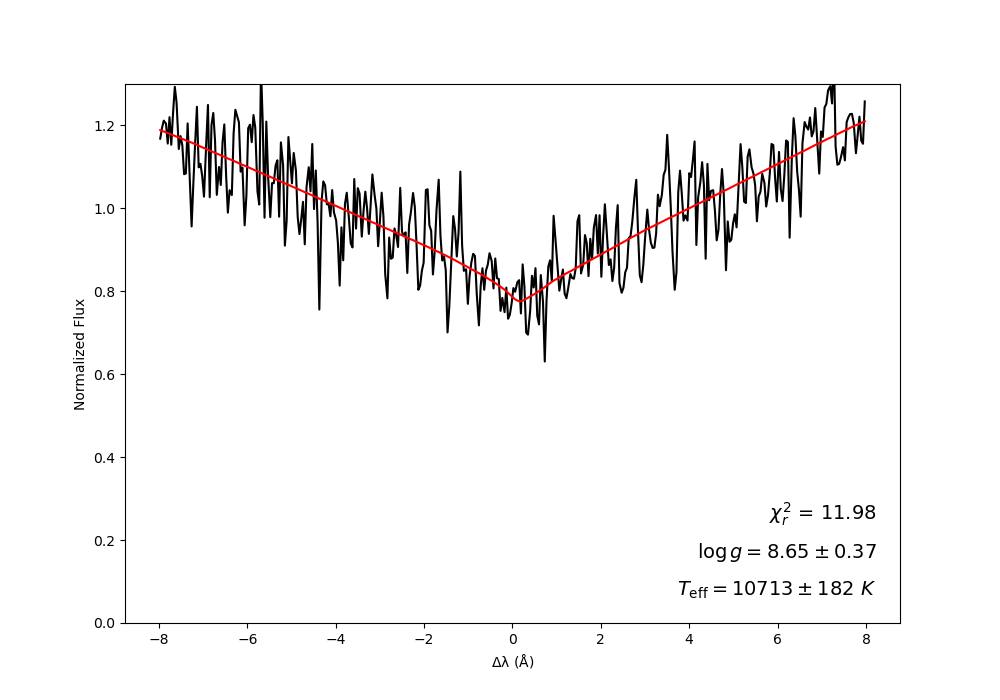 1.2
1.0
0.8
0.6
0.4
0.2
0.0
Normalized Flux
χ²ᵣ = 11.98
log g = 8.65 ± 0.37
T_eff = 10713 ± 182 K
−8 −6 −4 −2 0 2 4 6 8
Δλ (Å)